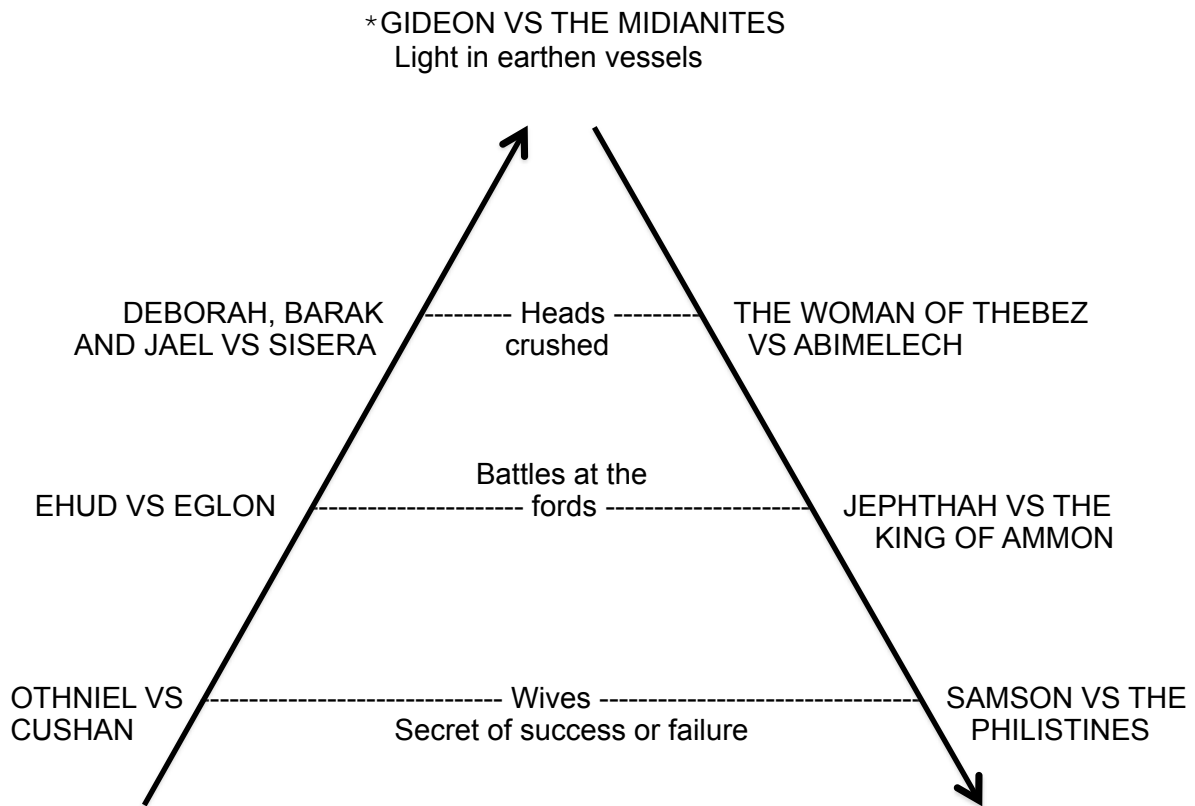 *GIDEON VS THE MIDIANITES
Light in earthen vessels
DEBORAH, BARAK
AND JAEL VS SISERA
Heads
crushed
THE WOMAN OF THEBEZ
VS ABIMELECH
EHUD VS EGLON
Battles at the
fords
JEPHTHAH VS THE
KING OF AMMON
OTHNIEL VS
CUSHAN
Wives
Secret of success or failure
SAMSON VS THE
PHILISTINES